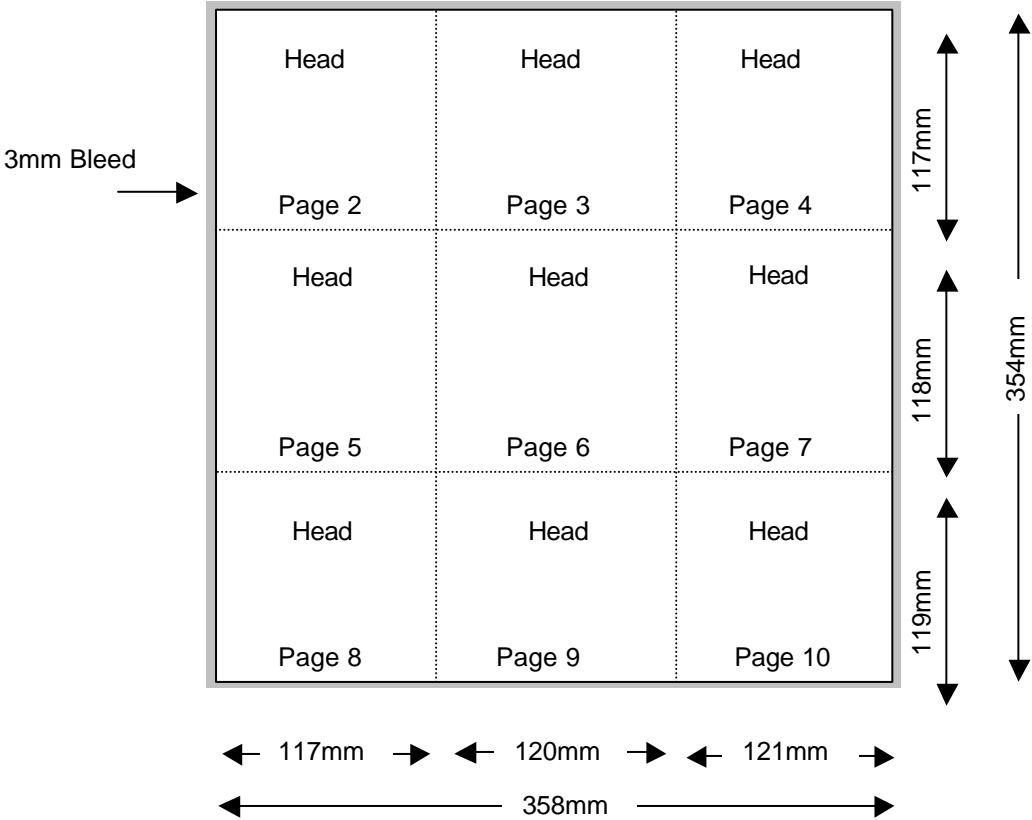 Head Head Head
117mm
3mm Bleed
Page 2 Page 3 Page 4
Head Head Head
118mm
354mm
Page 5 Page 6 Page 7
Head Head Head
119mm
Page 8 Page 9 Page 10
117mm 120mm 121mm
358mm